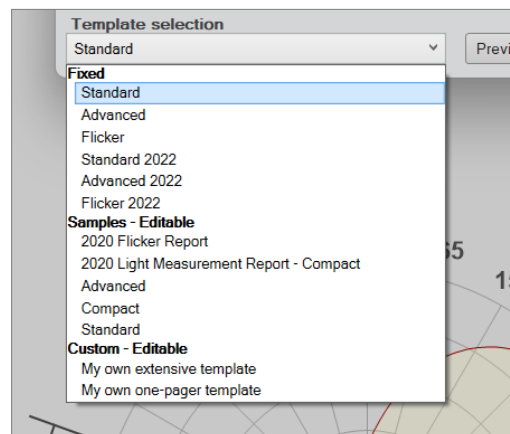 Template selection
Standard
Fixed
Standard
Advanced
Flicker
Standard 2022
Advanced 2022
Flicker 2022
Samples - Editable
2020 Flicker Report
2020 Light Measurement Report - Compact
Advanced
Compact
Standard
Custom - Editable
My own extensive template
My own one-pager template